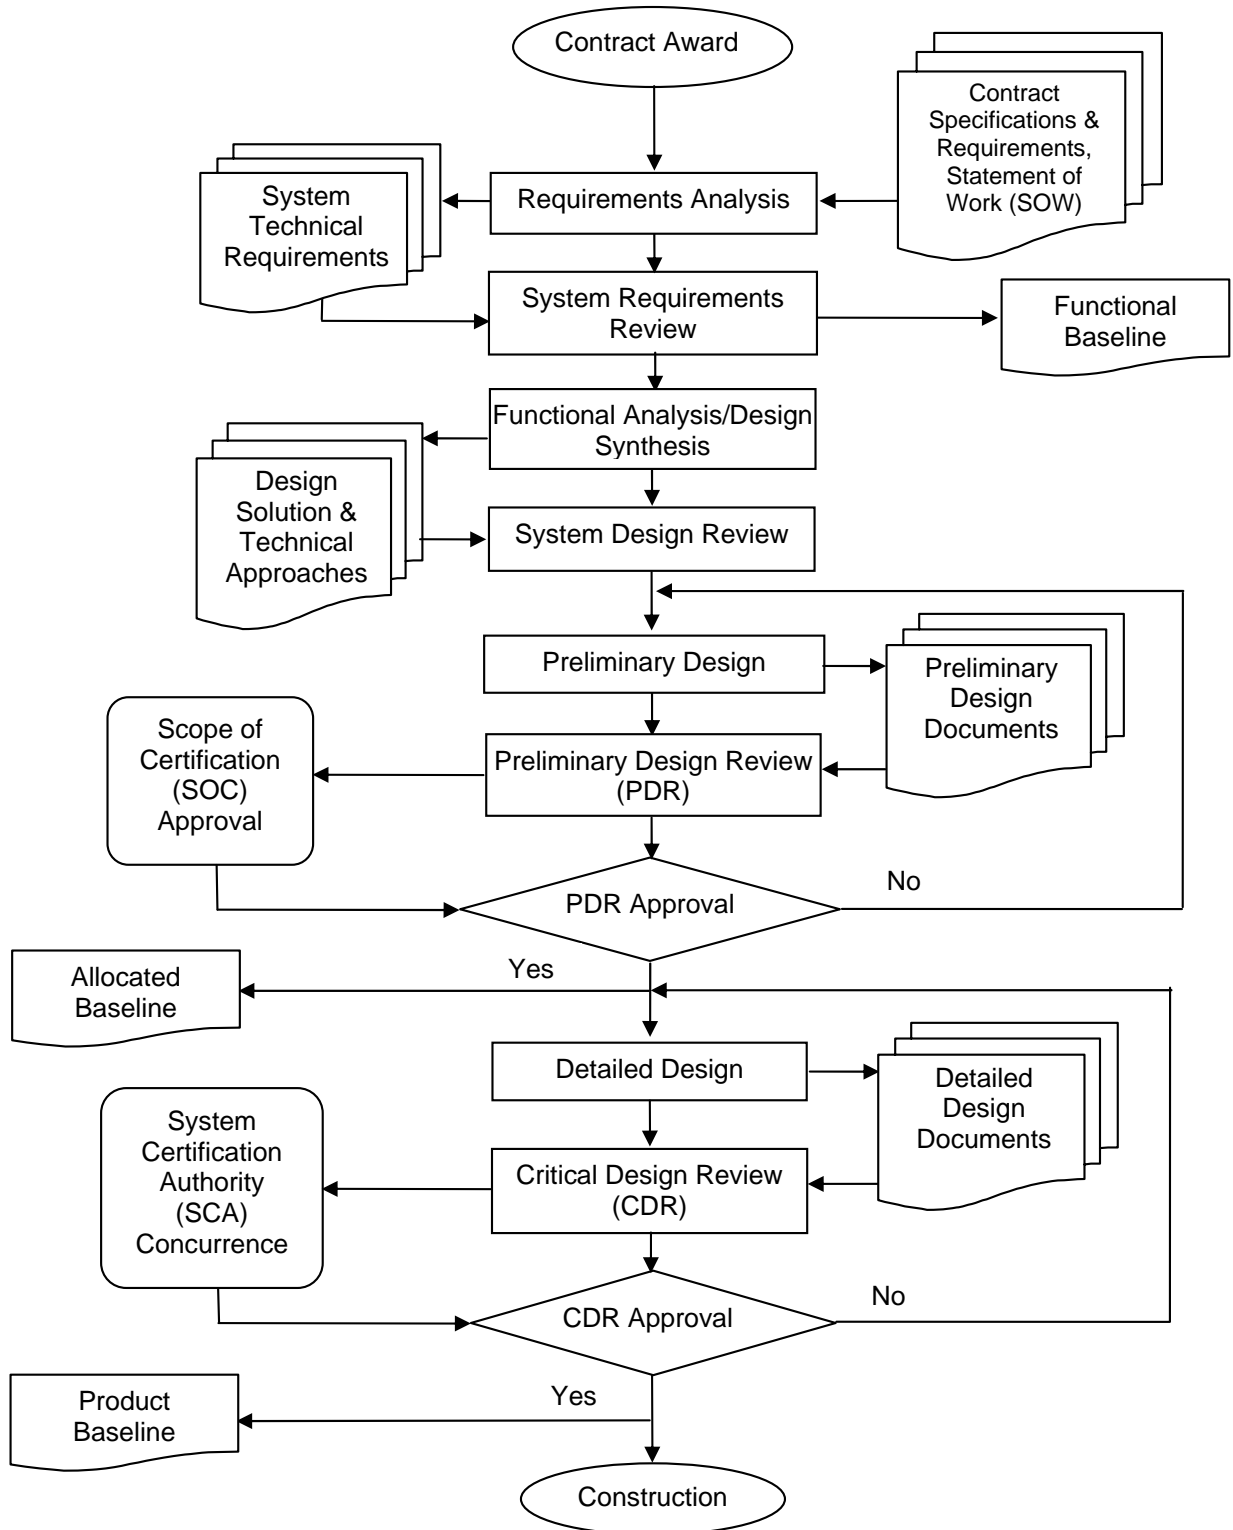 Contract Award
Contract
Specifications &
Requirements,
Statement of
Work (SOW)
System
Technical
Requirements
Requirements Analysis
System Requirements
Review
Functional
Baseline
Functional Analysis/Design
Synthesis
Design
Solution &
Technical
Approaches
System Design Review
Preliminary Design
Preliminary
Design
Documents
Scope of
Certification
(SOC)
Approval
Preliminary Design Review
(PDR)
PDR Approval
No
Yes
Allocated
Baseline
Detailed Design
Detailed
Design
Documents
System
Certification
Authority
(SCA)
Concurrence
Critical Design Review
(CDR)
CDR Approval
No
Yes
Product
Baseline
Construction